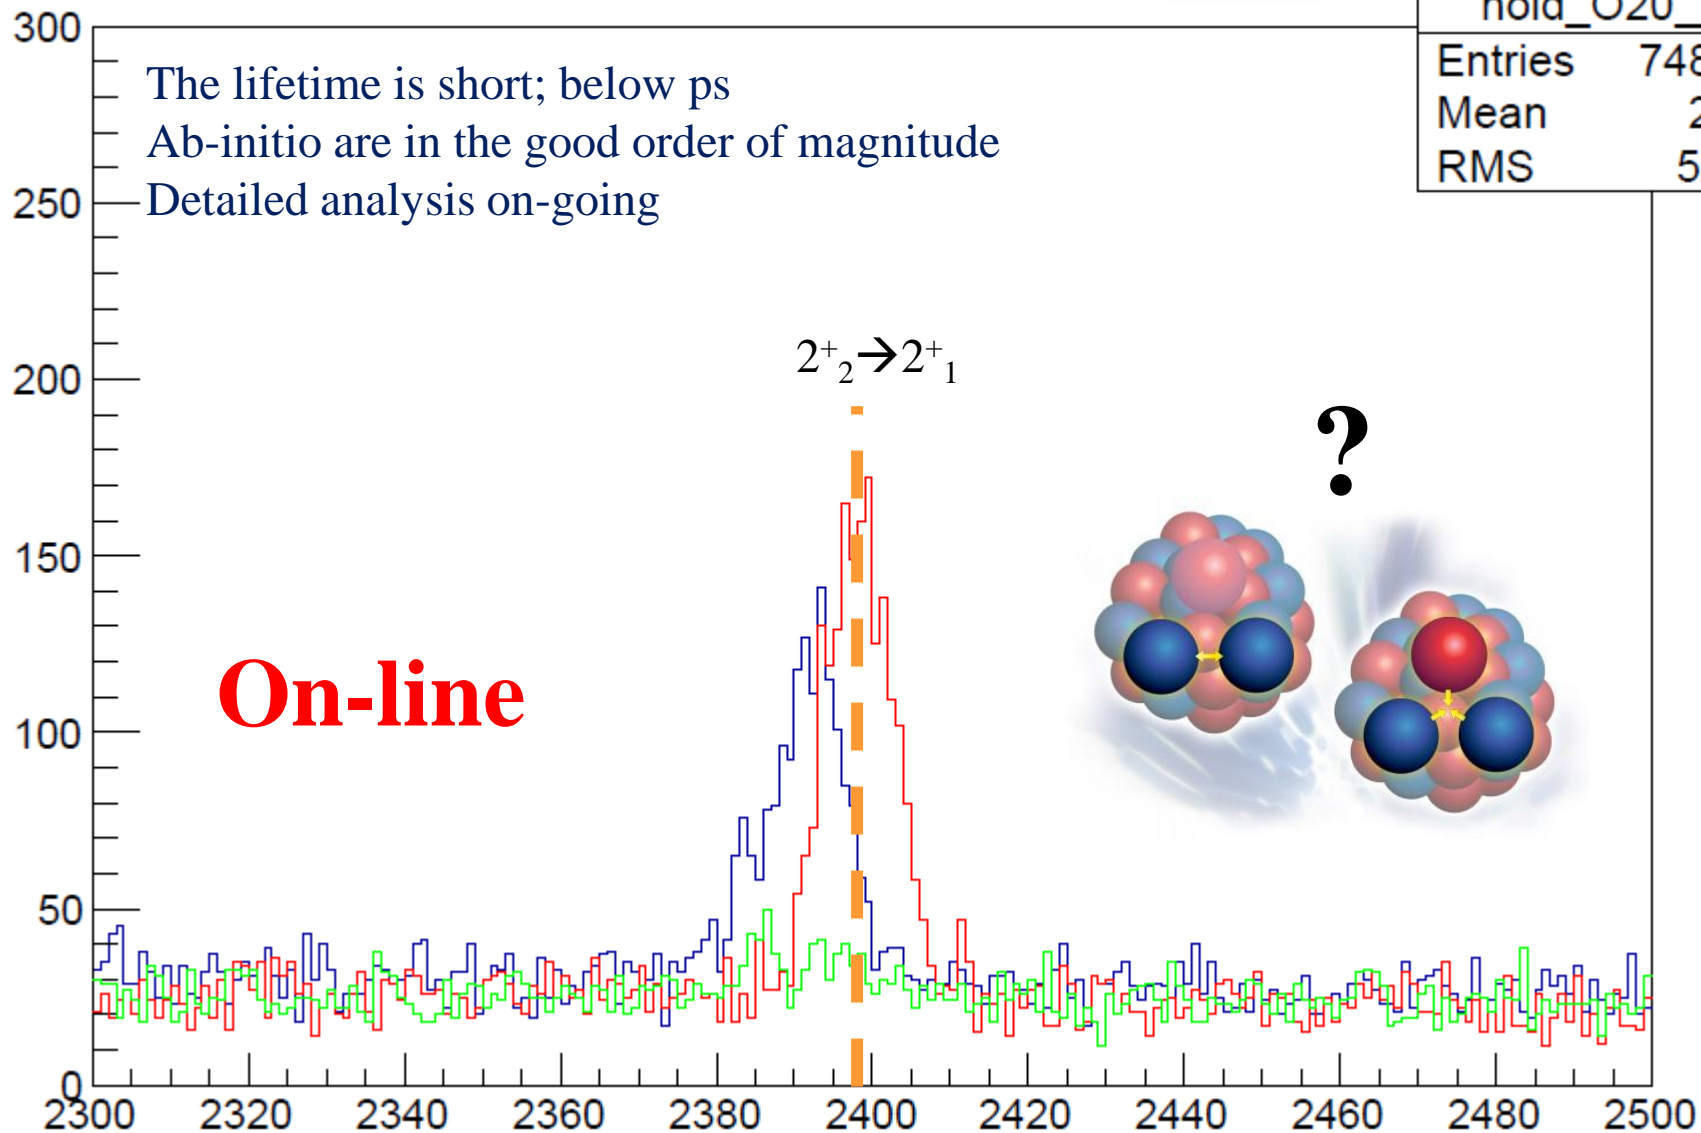 300
Entries
Mean
RMS
The lifetime is short; below ps
Ab-initio are in the good order of magnitude
Detailed analysis on-going
250
200
2⁺₂→2⁺₁
?
150
On-line
100
50
0
2300 2320 2340 2360 2380 2400 2420 2440 2460 2480 2500